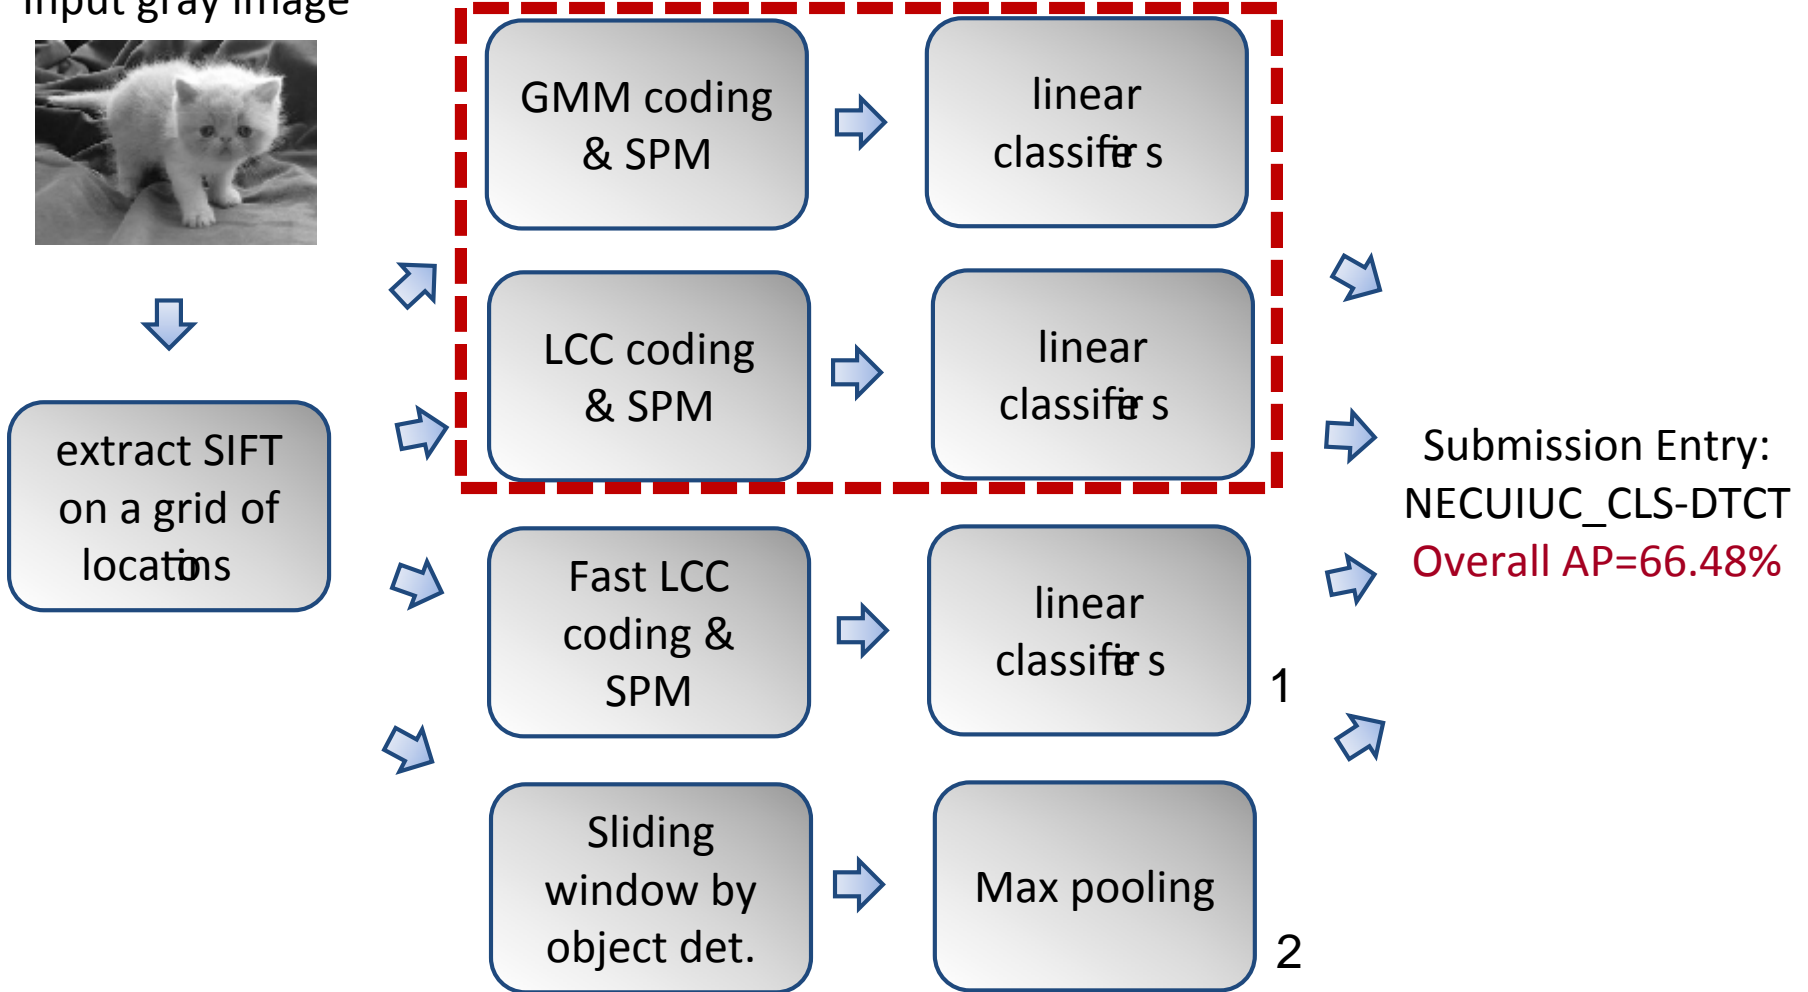 Input gray image
GMM coding
& SPM
linear
classifiers
LCC coding
& SPM
linear
classifiers
extract SIFT
on a grid of
locations
Fast LCC
coding &
SPM
linear
classifiers
1
Sliding
window by
object det.
Max pooling
2
Submission Entry:
NECUIUC_CLS-DTCT
Overall AP=66.48%